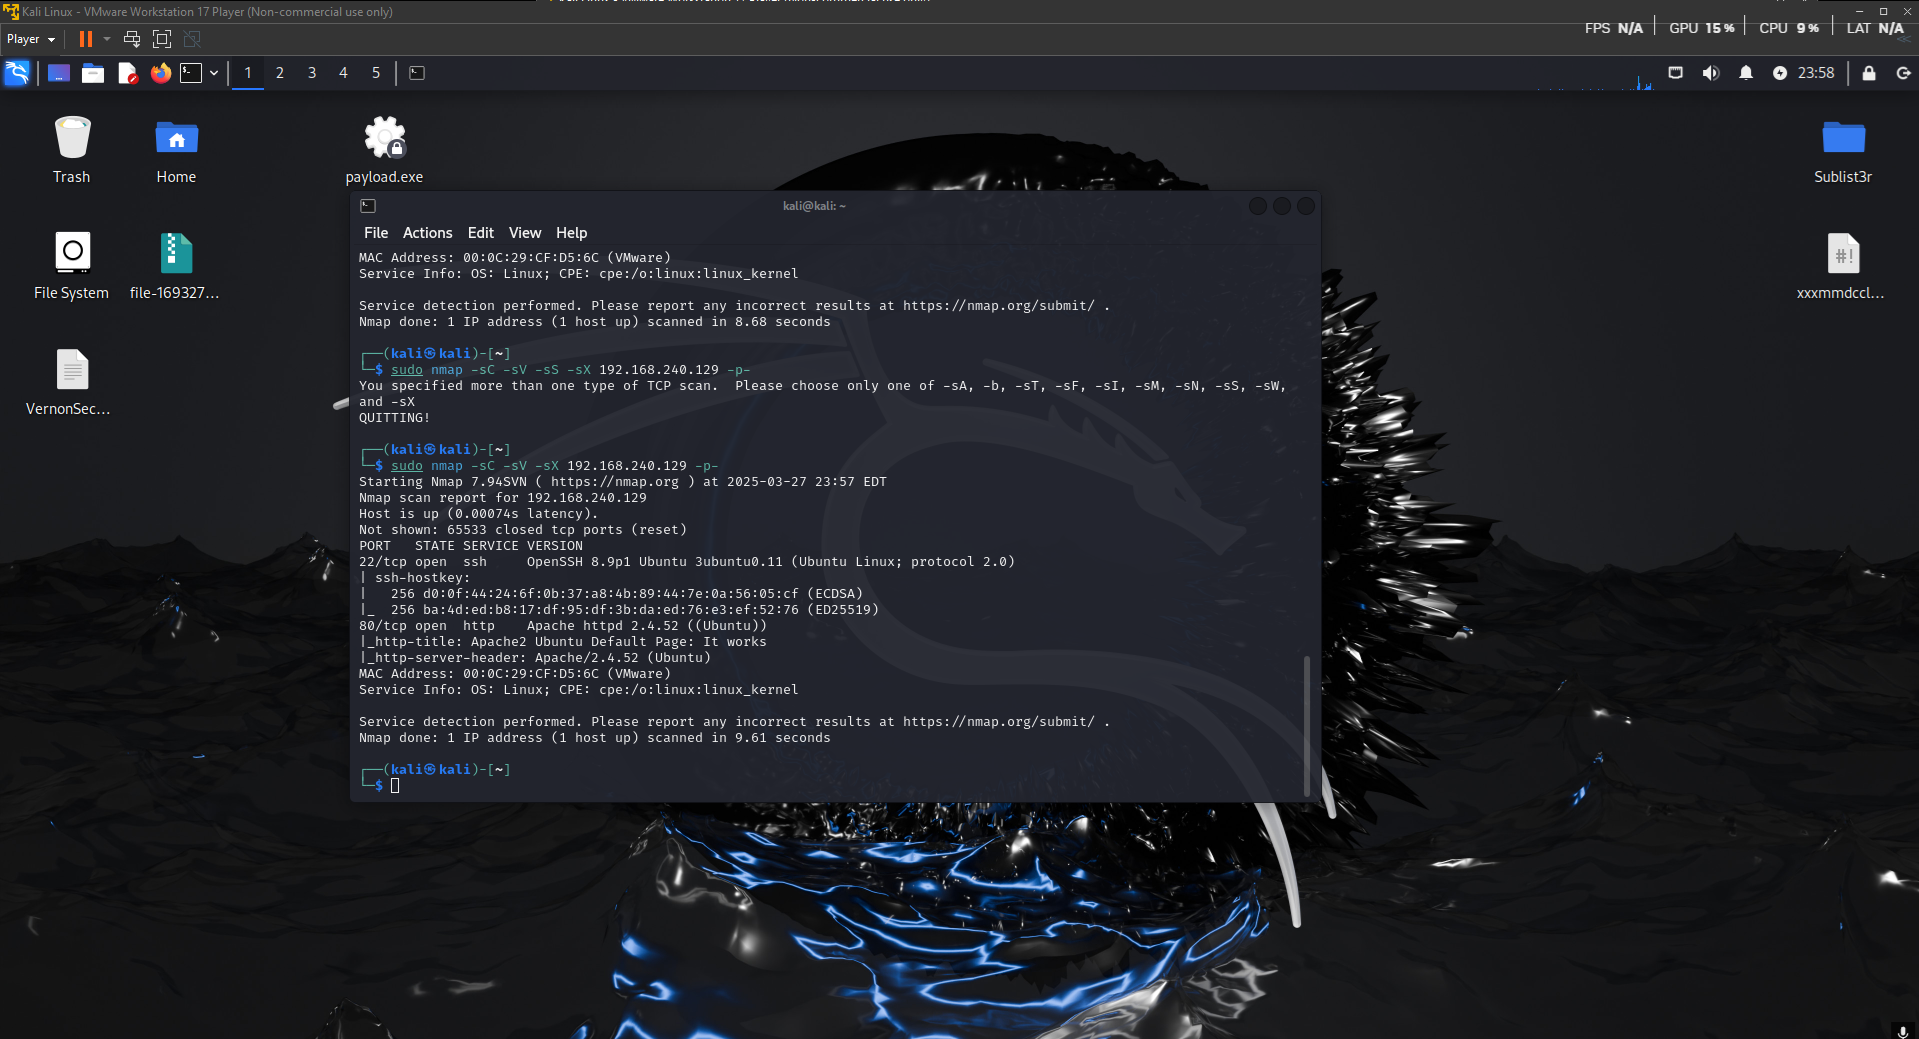 Kali Linux - VMware Workstation 17 Player (Non-commercial use only)
Player
FPS N/A GPU 15 % CPU 9 % LAT N/A
1 2 3 4 5
23:58
Trash
Home
payload.exe
Sublist3r
File System
file-169327...
xxxmmdccl...
VernonSec...
kali@kali: ~
File Actions Edit View Help
MAC Address: 00:0C:29:CF:D5:6C (VMware)
Service Info: OS: Linux; CPE: cpe:/o:linux:linux_kernel
Service detection performed. Please report any incorrect results at https://nmap.org/submit/ .
Nmap done: 1 IP address (1 host up) scanned in 8.68 seconds
┌──(kali㉿kali)-[~]
└─$ sudo nmap -sC -sV -sS -sX 192.168.240.129 -p-
You specified more than one type of TCP scan.  Please choose only one of -sA, -b, -sT, -sF, -sI, -sM, -sN, -sS, -sW,
and -sX
QUITTING!
┌──(kali㉿kali)-[~]
└─$ sudo nmap -sC -sV -sX 192.168.240.129 -p-
Starting Nmap 7.94SVN ( https://nmap.org ) at 2025-03-27 23:57 EDT
Nmap scan report for 192.168.240.129
Host is up (0.00074s latency).
Not shown: 65533 closed tcp ports (reset)
PORT   STATE SERVICE VERSION
22/tcp open  ssh     OpenSSH 8.9p1 Ubuntu 3ubuntu0.11 (Ubuntu Linux; protocol 2.0)
| ssh-hostkey:
|   256 d0:0f:44:24:6f:0b:37:a8:4b:89:44:7e:0a:56:05:cf (ECDSA)
|_  256 ba:4d:ed:b8:17:df:95:df:3b:da:ed:76:e3:ef:52:76 (ED25519)
80/tcp open  http    Apache httpd 2.4.52 ((Ubuntu))
|_http-title: Apache2 Ubuntu Default Page: It works
|_http-server-header: Apache/2.4.52 (Ubuntu)
MAC Address: 00:0C:29:CF:D5:6C (VMware)
Service Info: OS: Linux; CPE: cpe:/o:linux:linux_kernel
Service detection performed. Please report any incorrect results at https://nmap.org/submit/ .
Nmap done: 1 IP address (1 host up) scanned in 9.61 seconds
┌──(kali㉿kali)-[~]
└─$